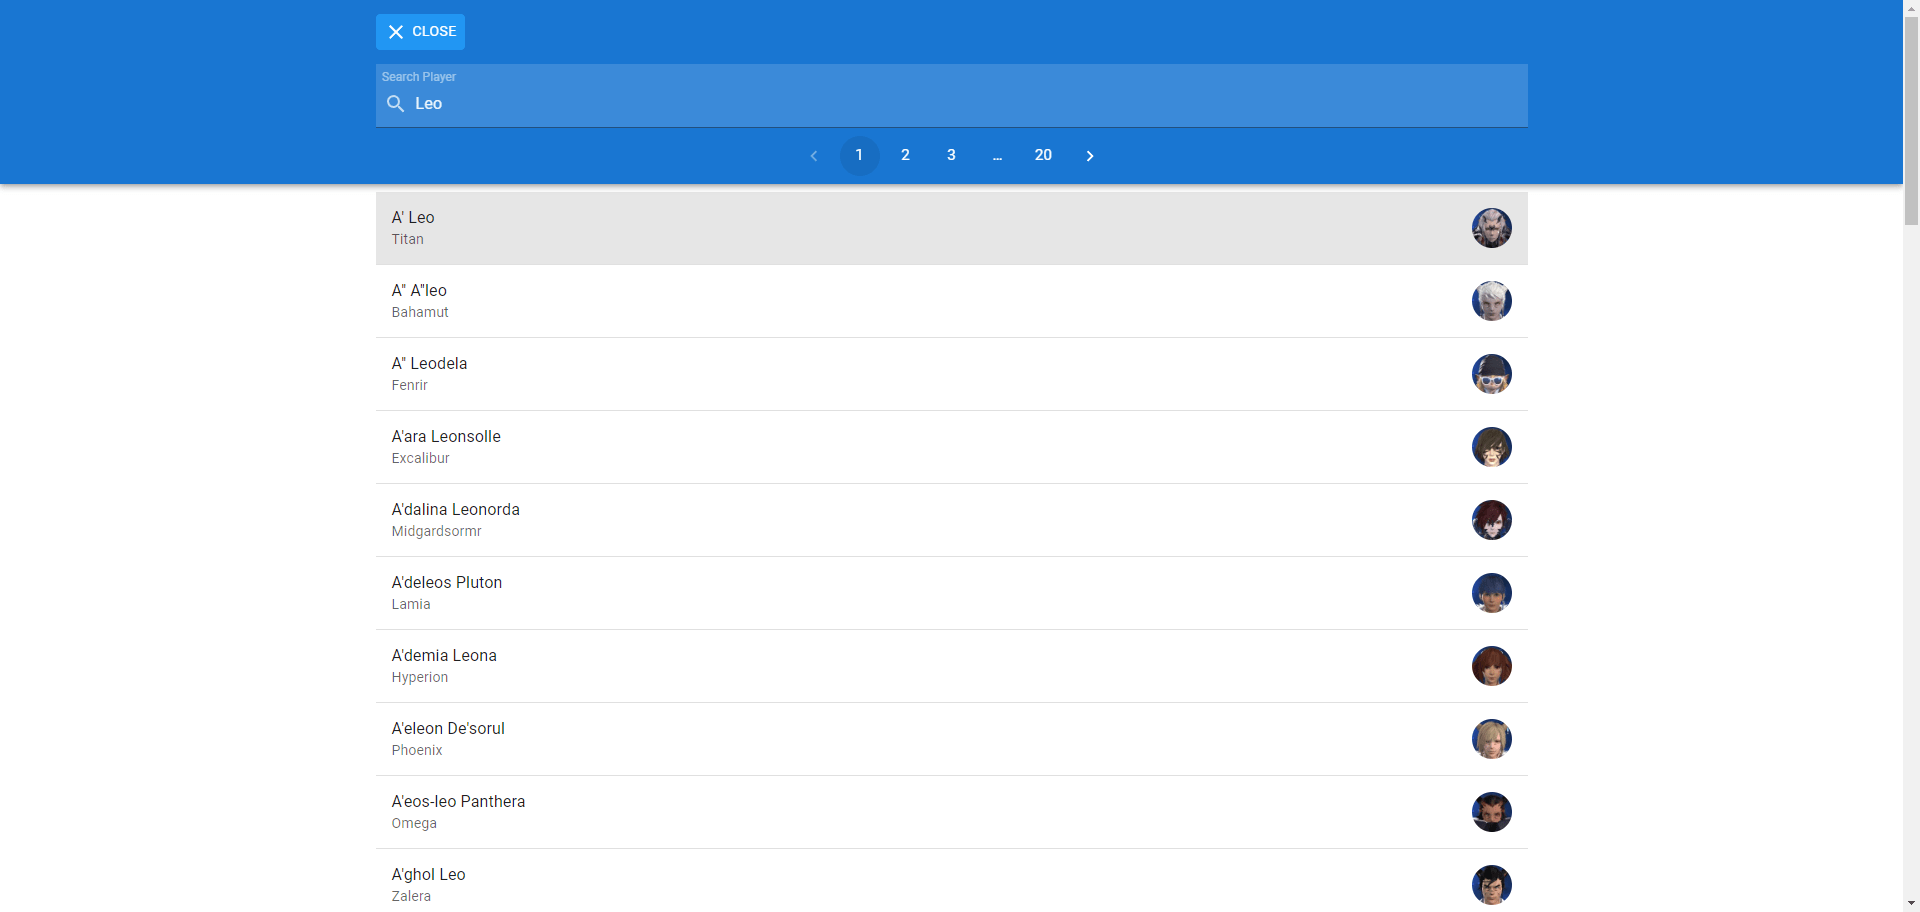 CLOSE
Search Player
Leo
1 2 3 ... 20
A' Leo
Titan
A'' A''leo
Bahamut
A'' Leodela
Fenrir
A'ara Leonsolle
Excalibur
A'dalina Leonorda
Midgardsormr
A'deleos Pluton
Lamia
A'demia Leona
Hyperion
A'eleon De'sorul
Phoenix
A'eos-leo Panthera
Omega
A'ghol Leo
Zalera